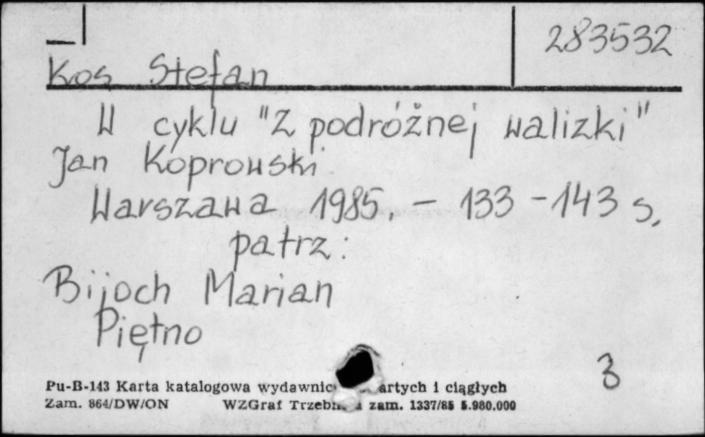 283532
Kos Stefan
W cyklu "Z podróżnej walizki"
Jan Koprowski
Warszawa 1985. - 133 - 143 s.
patrz:
Bijoch Marian
Piętno
3
Pu-B-143 Karta katalogowa wydawnic artych i ciągłych
Zam. 864/DW/ON WZGraf Trzebn a zam. 1337/85 5.980.000